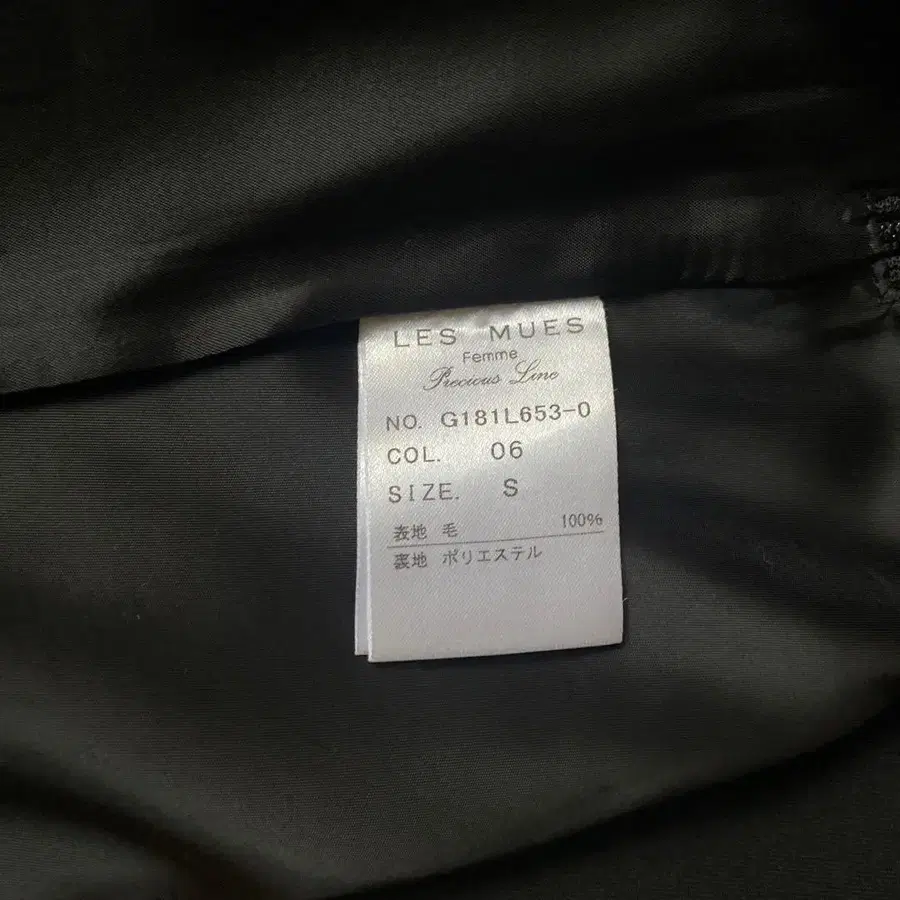 LES MUES
Femme
Precious Line
NO. G181L653-0
COL. 06
SIZE. S
表地 毛 100%
裏地 ポリエステル